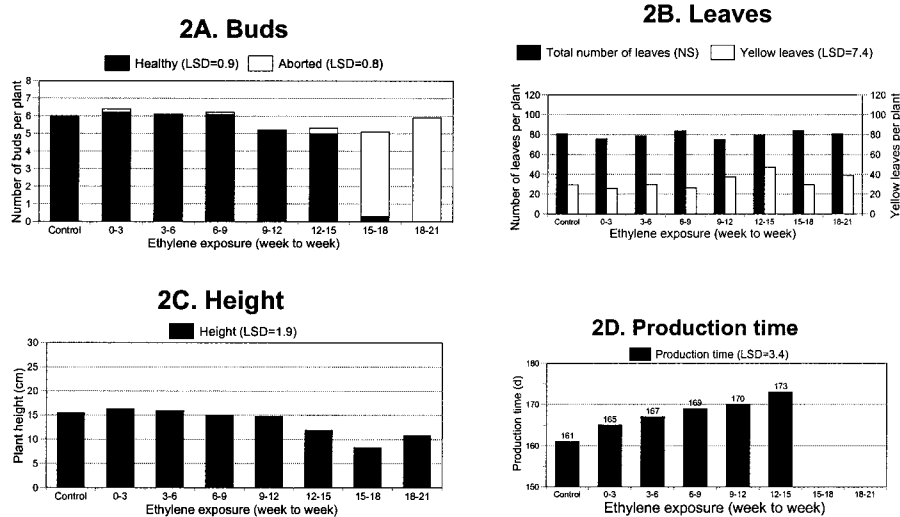 2A. Buds
Healthy (LSD=0.9) Aborted (LSD=0.8)
Number of buds per plant
8
7
6
5
4
3
2
1
0
Control 0-3 3-6 6-9 9-12 12-15 15-18 18-21
Ethylene exposure (week to week)
2B. Leaves
Total number of leaves (NS) Yellow leaves (LSD=7.4)
Number of leaves per plant
Yellow leaves per plant
120 120
100 100
80 80
60 60
40 40
20 20
0 0
Control 0-3 3-6 6-9 9-12 12-15 15-18 18-21
Ethylene exposure (week to week)
2C. Height
Height (LSD=1.9)
Plant height (cm)
30
25
20
15
10
5
0
Control 0-3 3-6 6-9 9-12 12-15 15-18 18-21
Ethylene exposure (week to week)
2D. Production time
Production time (LSD=3.4)
Production time (d)
180
170
160
150
161 165 167 169 170 173
Control 0-3 3-6 6-9 9-12 12-15 15-18 18-21
Ethylene exposure (week to week)